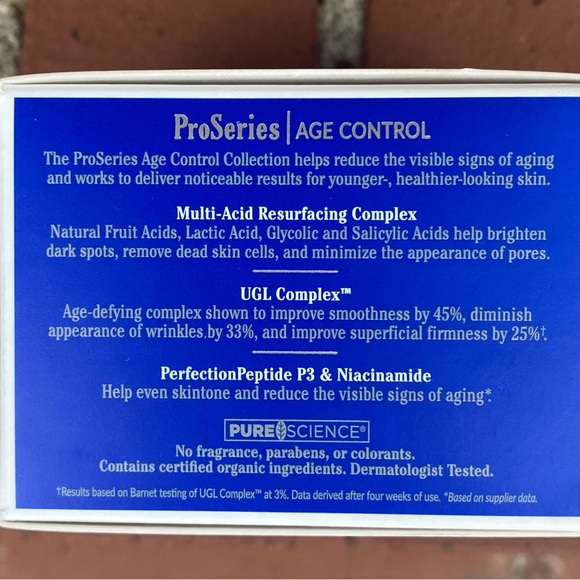 ProSeries | AGE CONTROL
The ProSeries Age Control Collection helps reduce the visible signs of aging
and works to deliver noticeable results for younger-, healthier-looking skin.
Multi-Acid Resurfacing Complex
Natural Fruit Acids, Lactic Acid, Glycolic and Salicylic Acids help brighten
dark spots, remove dead skin cells, and minimize the appearance of pores.
UGL Complex™
Age-defying complex shown to improve smoothness by 45%, diminish
appearance of wrinkles by 33%, and improve superficial firmness by 25%†.
PerfectionPeptide P3 & Niacinamide
Help even skintone and reduce the visible signs of aging*.
PURE SCIENCE®
No fragrance, parabens, or colorants.
Contains certified organic ingredients. Dermatologist Tested.
†Results based on Barnet testing of UGL Complex™ at 3%. Data derived after four weeks of use. *Based on supplier data.